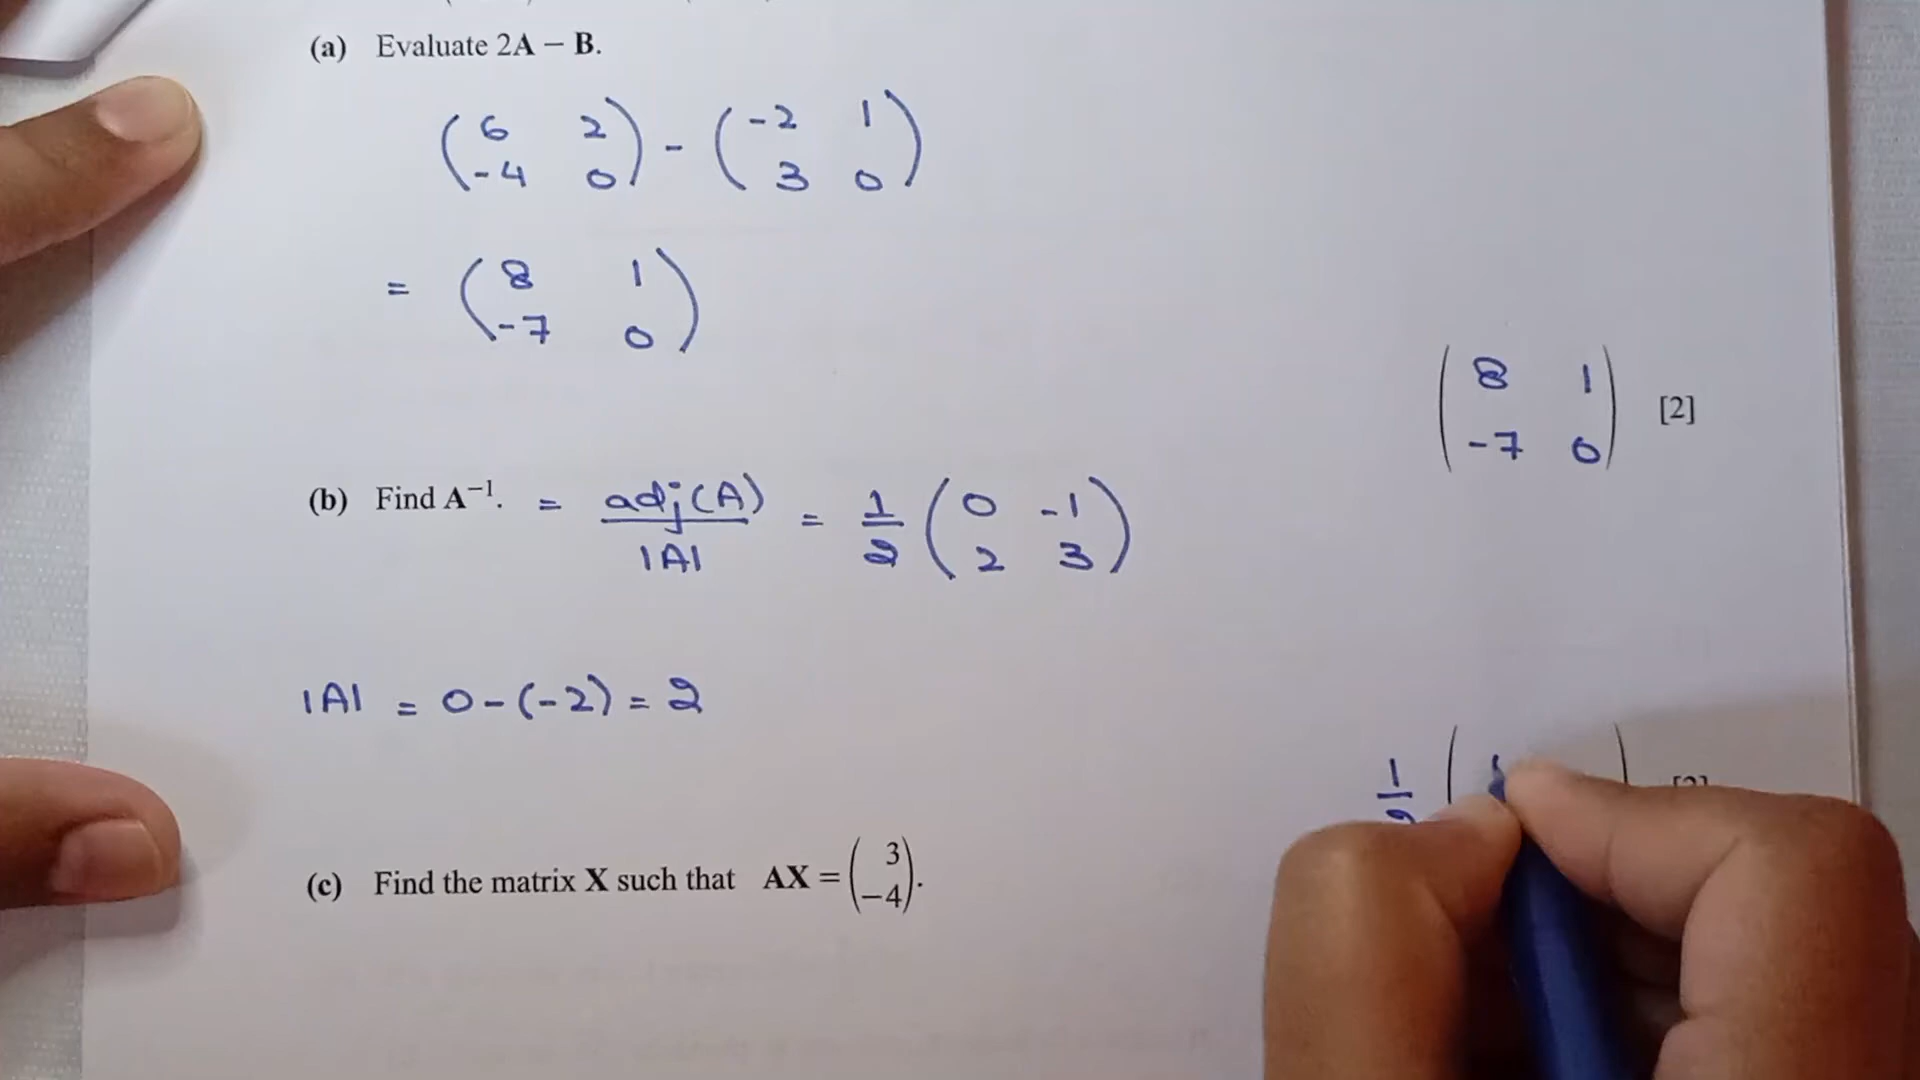 (a) Evaluate 2A − B.
( 6 2 ) - ( -2 1 )
( -4 0 ) ( 3 0 )
= ( 8 1 )
( -7 0 )
( 8 1 )
( -7 0 ) [2]
(b) Find A⁻¹. = adj(A) / |A| = 1/2 ( 0 -1 )
( 2 3 )
|A| = 0 - (-2) = 2
1/2 (
(c) Find the matrix X such that AX = ( 3 )
( −4 ).